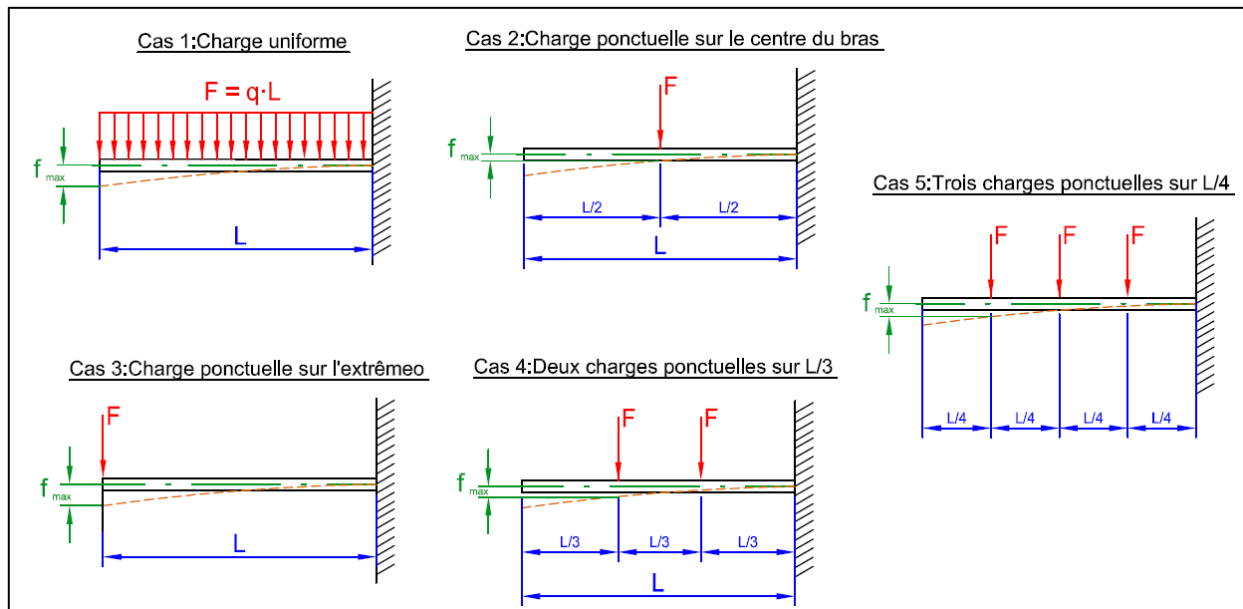 Cas 1:Charge uniforme
F = q·L
f max
L
Cas 2:Charge ponctuelle sur le centre du bras
F
f max
L/2 L/2
L
Cas 5:Trois charges ponctuelles sur L/4
F F F
f max
L/4 L/4 L/4 L/4
Cas 3:Charge ponctuelle sur l'extrêmeo
F
f max
L
Cas 4:Deux charges ponctuelles sur L/3
F F
f max
L/3 L/3 L/3
L